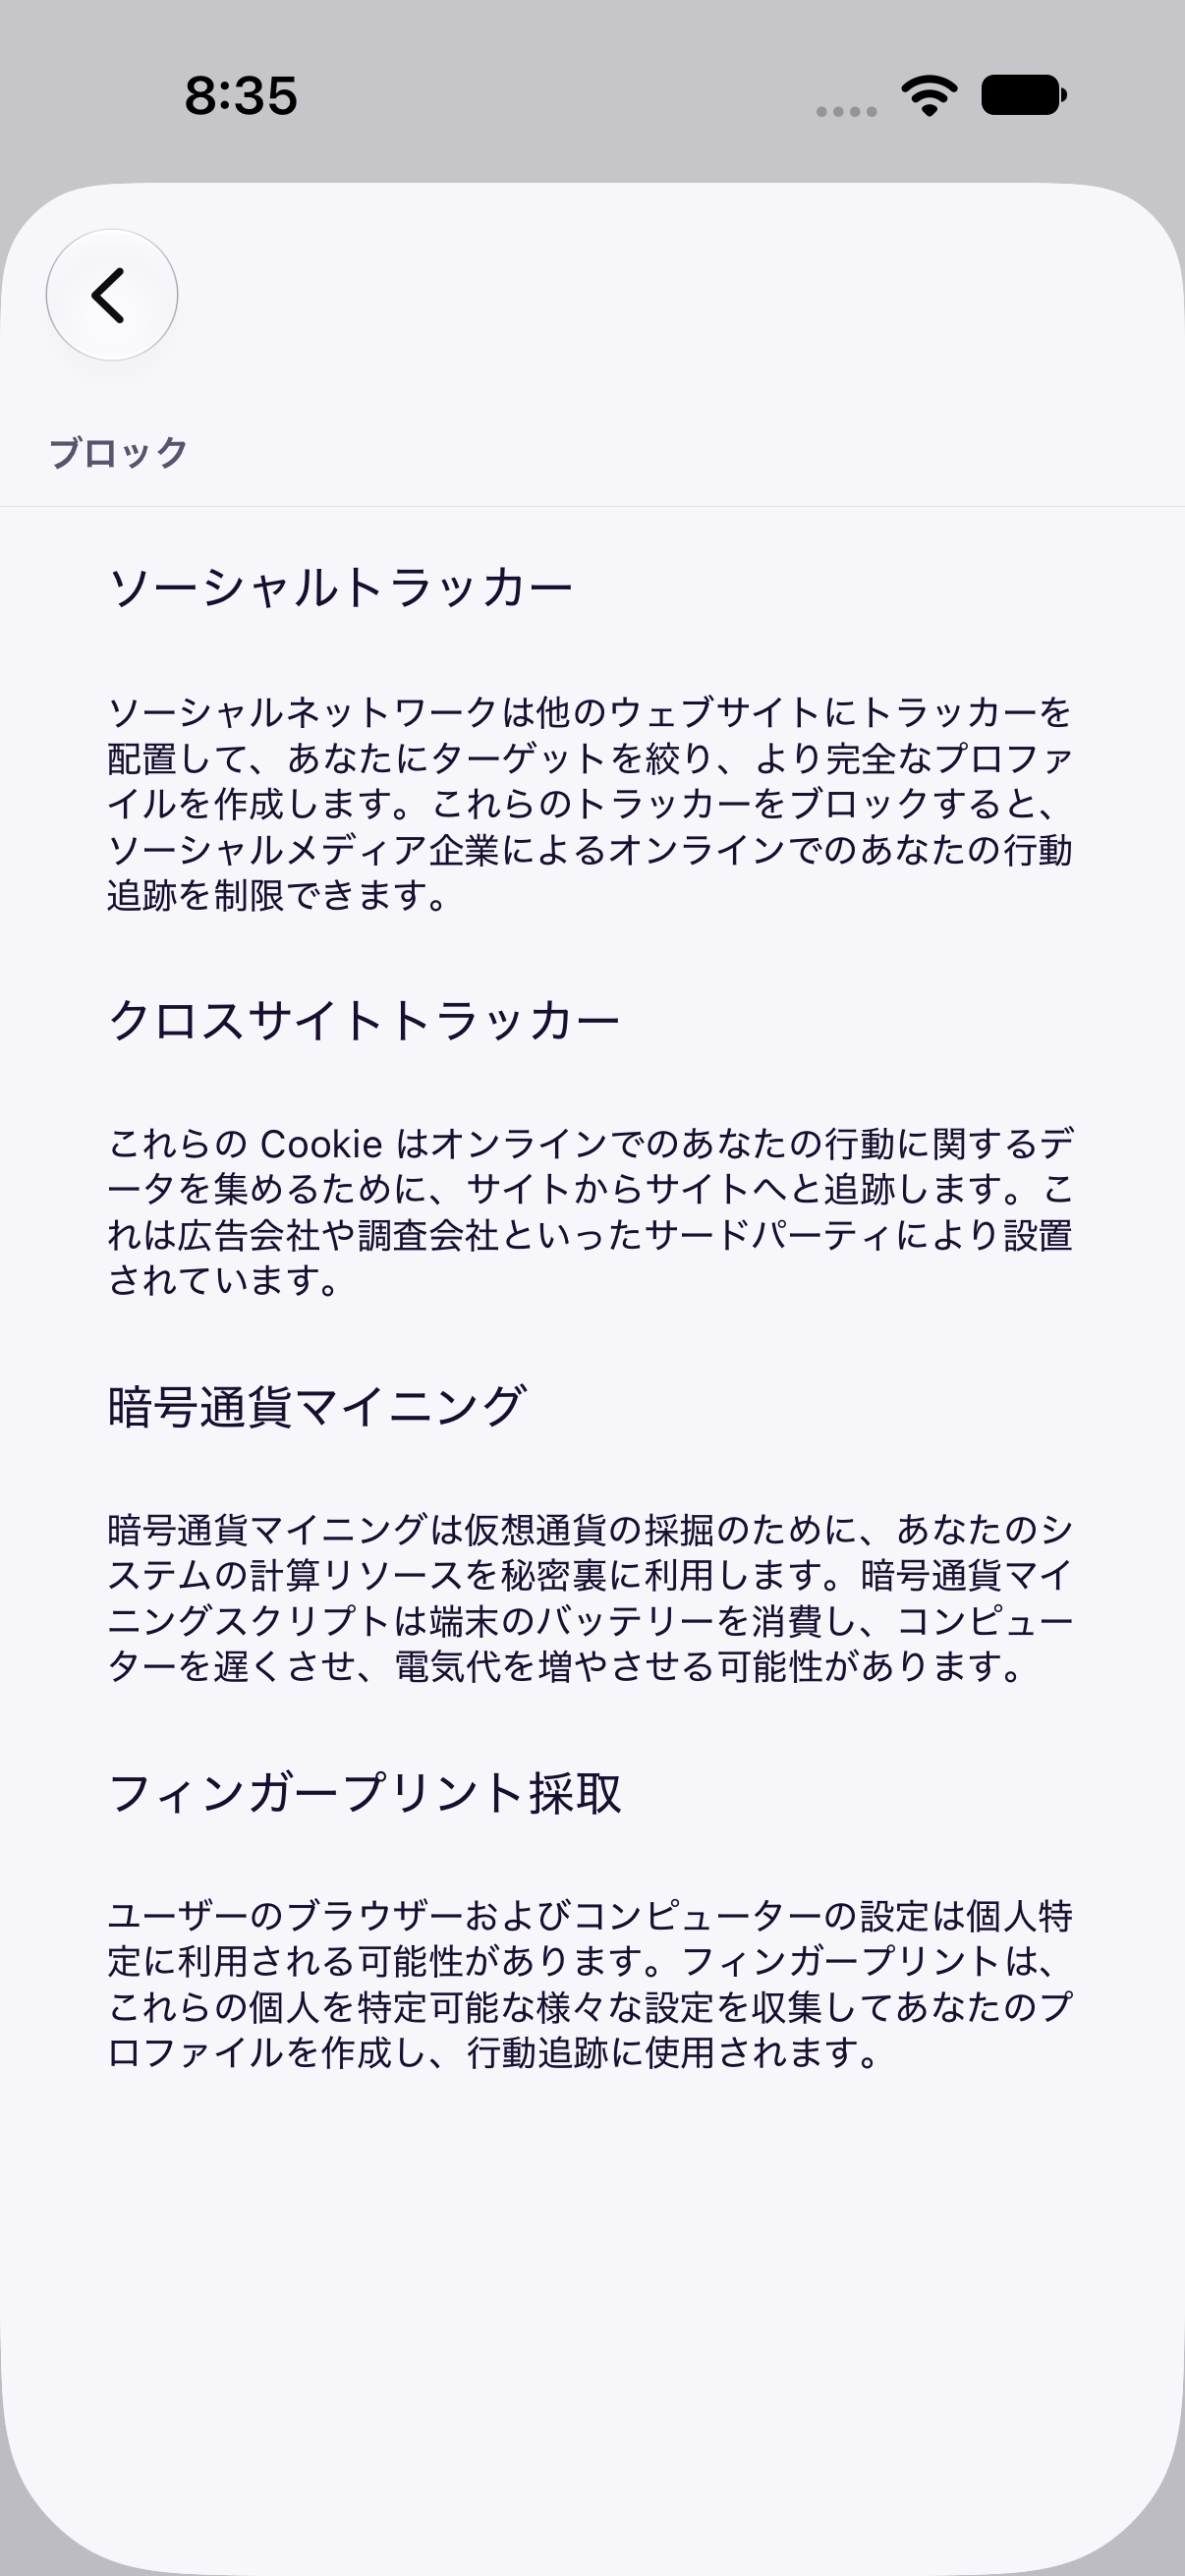 8:35
ブロック
ソーシャルトラッカー
ソーシャルネットワークは他のウェブサイトにトラッカーを
配置して、あなたにターゲットを絞り、より完全なプロファ
イルを作成します。これらのトラッカーをブロックすると、
ソーシャルメディア企業によるオンラインでのあなたの行動
追跡を制限できます。
クロスサイトトラッカー
これらの Cookie はオンラインでのあなたの行動に関するデ
ータを集めるために、サイトからサイトへと追跡します。こ
れは広告会社や調査会社といったサードパーティにより設置
されています。
暗号通貨マイニング
暗号通貨マイニングは仮想通貨の採掘のために、あなたのシ
ステムの計算リソースを秘密裏に利用します。暗号通貨マイ
ニングスクリプトは端末のバッテリーを消費し、コンピュー
ターを遅くさせ、電気代を増やさせる可能性があります。
フィンガープリント採取
ユーザーのブラウザーおよびコンピューターの設定は個人特
定に利用される可能性があります。フィンガープリントは、
これらの個人を特定可能な様々な設定を収集してあなたのプ
ロファイルを作成し、行動追跡に使用されます。